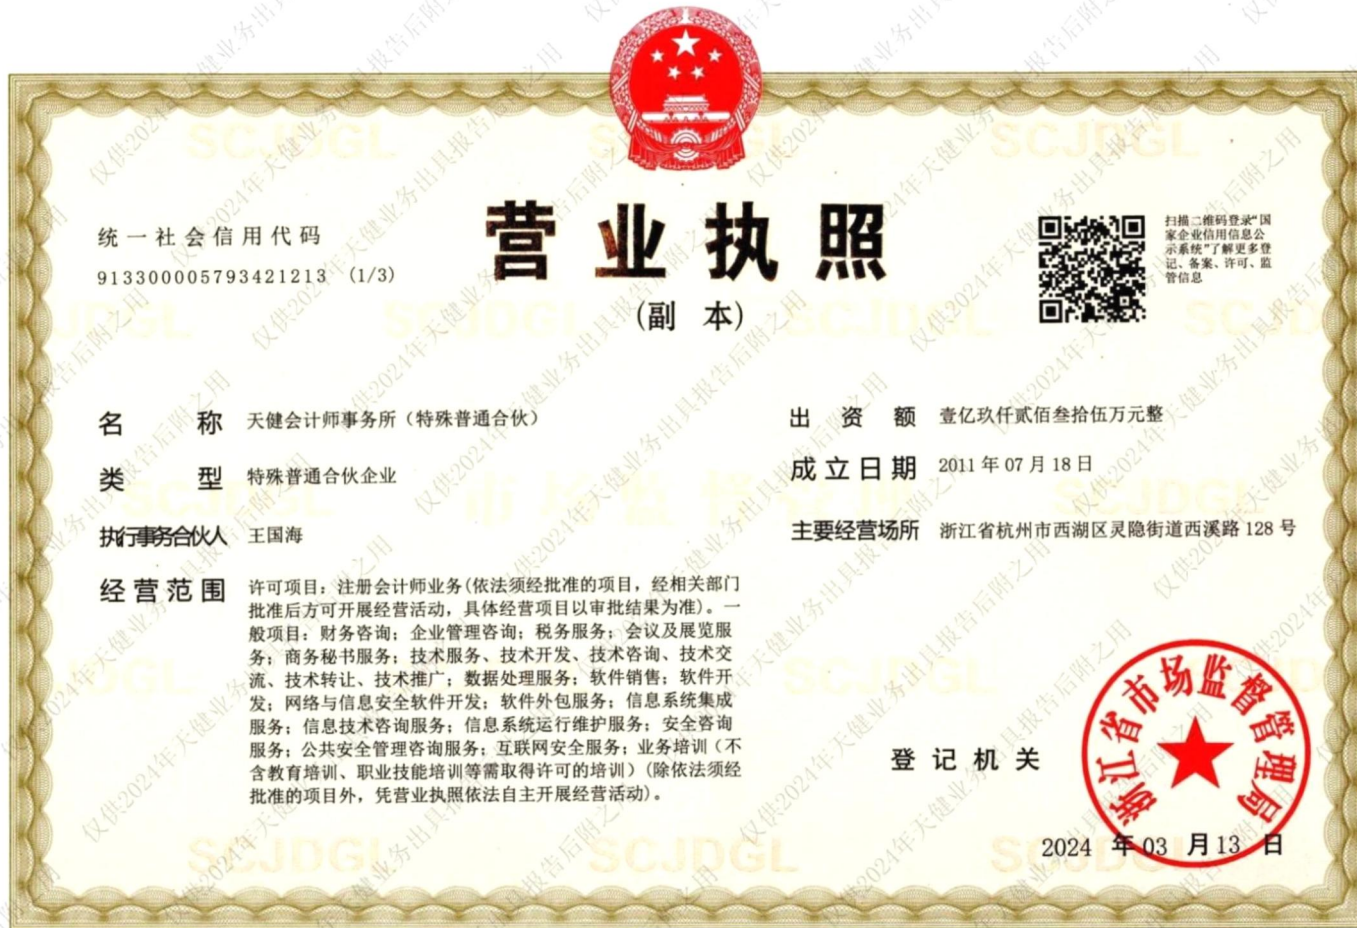 营业执照
(副 本)
统一社会信用代码
913300005793421213 (1/3)
扫描二维码登录“国
家企业信用信息公
示系统”了解更多登
记、备案、许可、监
管信息
名 称 天健会计师事务所（特殊普通合伙）
类 型 特殊普通合伙企业
执行事务合伙人 王国海
经营范围 许可项目：注册会计师业务(依法须经批准的项目，经相关部门
批准后方可开展经营活动，具体经营项目以审批结果为准)。一
般项目：财务咨询；企业管理咨询；税务服务；会议及展览服
务；商务秘书服务；技术服务、技术开发、技术咨询、技术交
流、技术转让、技术推广；数据处理服务；软件销售；软件开
发；网络与信息安全软件开发；软件外包服务；信息系统集成
服务；信息技术咨询服务；信息系统运行维护服务；安全咨询
服务；公共安全管理咨询服务；互联网安全服务；业务培训（不
含教育培训、职业技能培训等需取得许可的培训）(除依法须经
批准的项目外，凭营业执照依法自主开展经营活动)。
出 资 额 壹亿玖仟贰佰叁拾伍万元整
成立日期 2011 年 07 月 18 日
主要经营场所 浙江省杭州市西湖区灵隐街道西溪路 128 号
登记机关
浙江省市场监督管理局
2024 年 03 月 13 日
仅供2024年天健业务出具报告后附之用
SCJDGL
市场监督管理